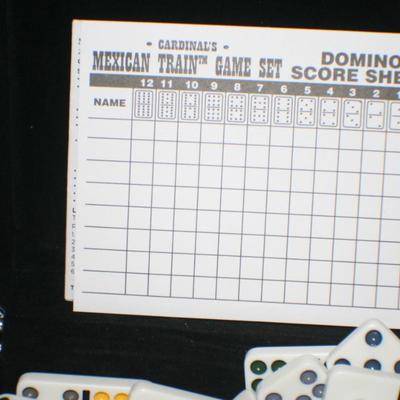 • CARDINAL'S •
MEXICAN TRAIN™ GAME SET
DOMINO
SCORE SHE
12 11 10 9 8 7 6 5 4 3 2 1
NAME